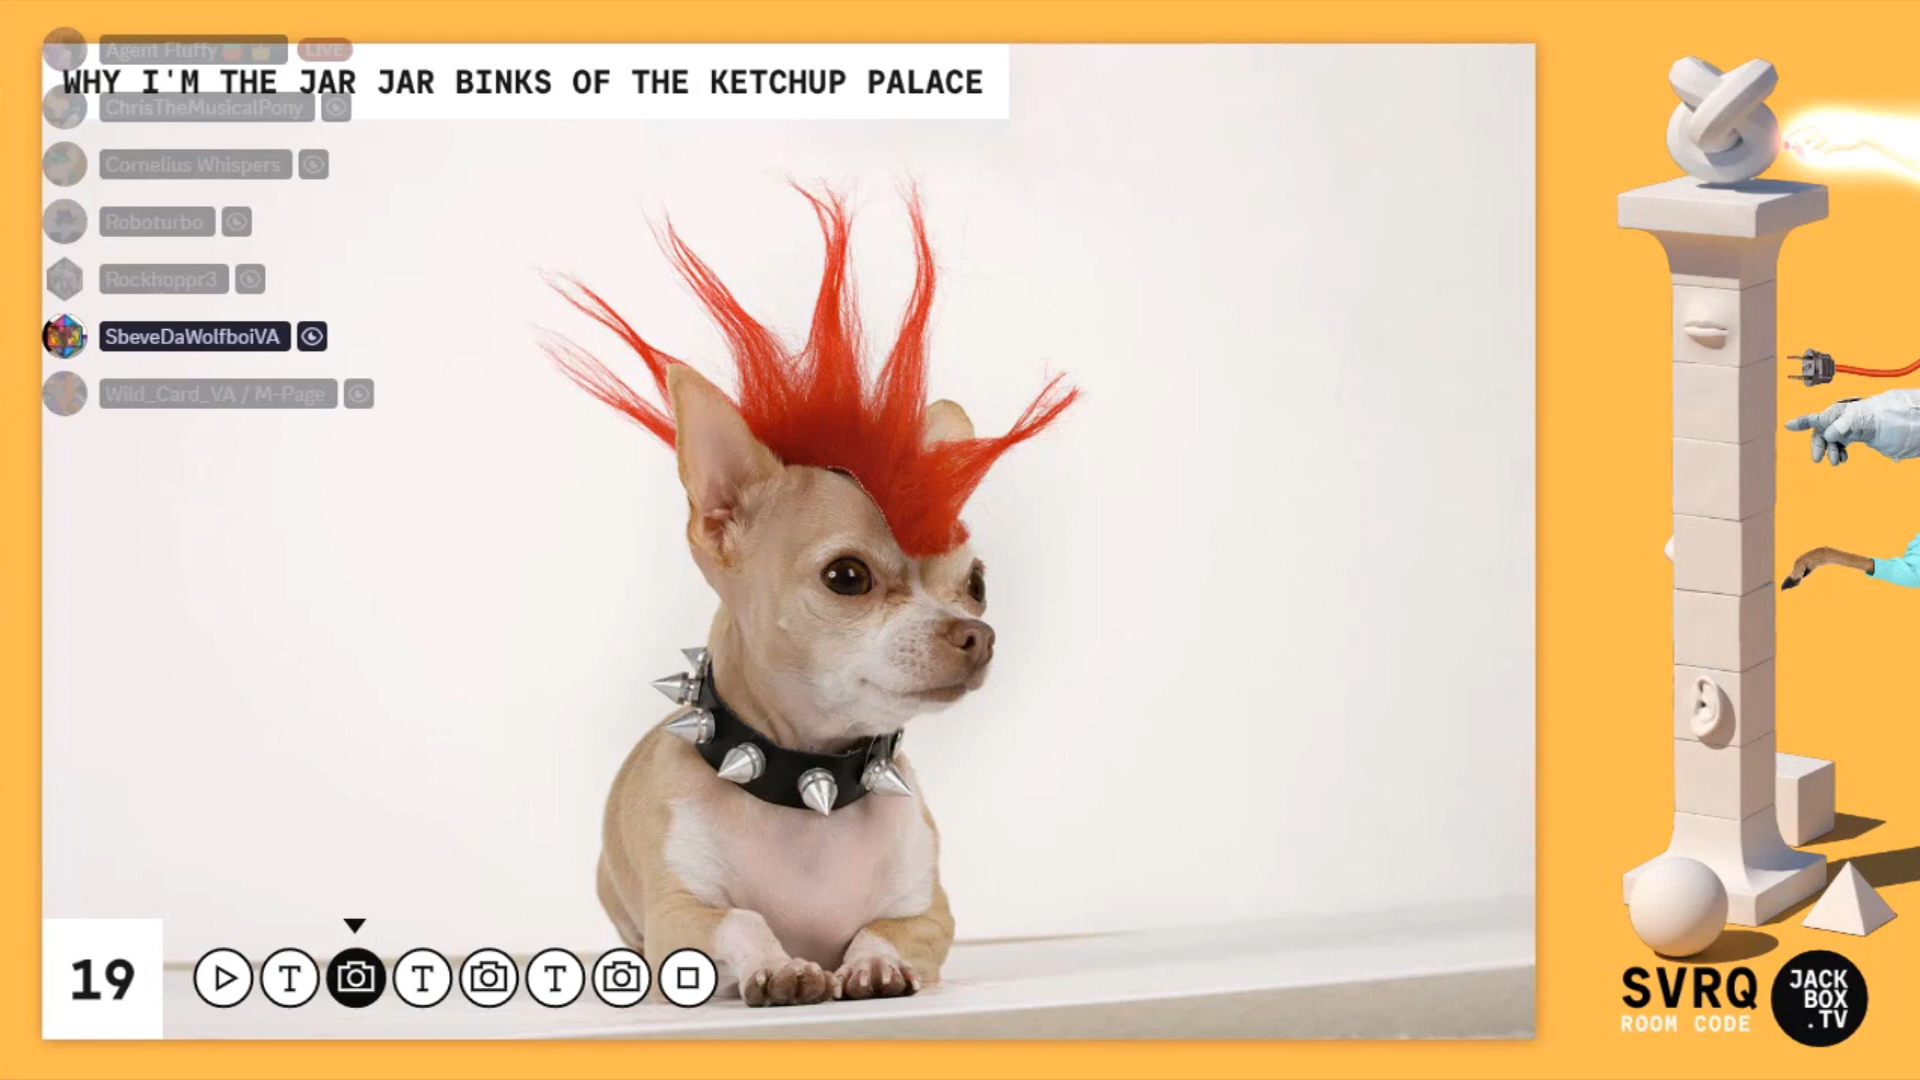 Agent Fluffy LIVE
WHY I'M THE JAR JAR BINKS OF THE KETCHUP PALACE
ChrisTheMusicalPony
Cornelius Whispers
Roboturbo
Rockhoppr3
SbeveDaWolfboiVA
Wild_Card_VA / M-Page
19
T
T
T
SVRQ
ROOM CODE
JACK
BOX
.TV